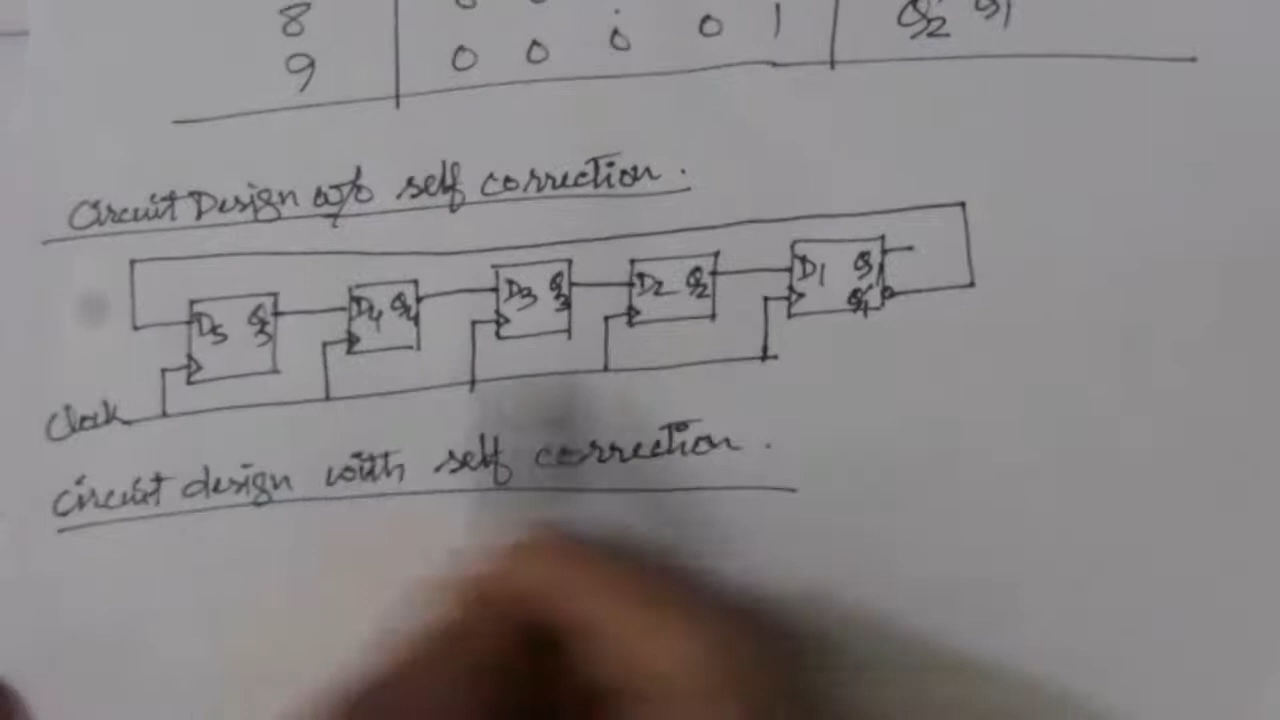 8 1 Q2' Q1
9 0 0 0 0
Circuit Design w/o self correction.
D5 Q5 D4 Q4 D3 Q3 D2 Q2 D1 Q1
Q1'
Clock
circuit design with self correction.